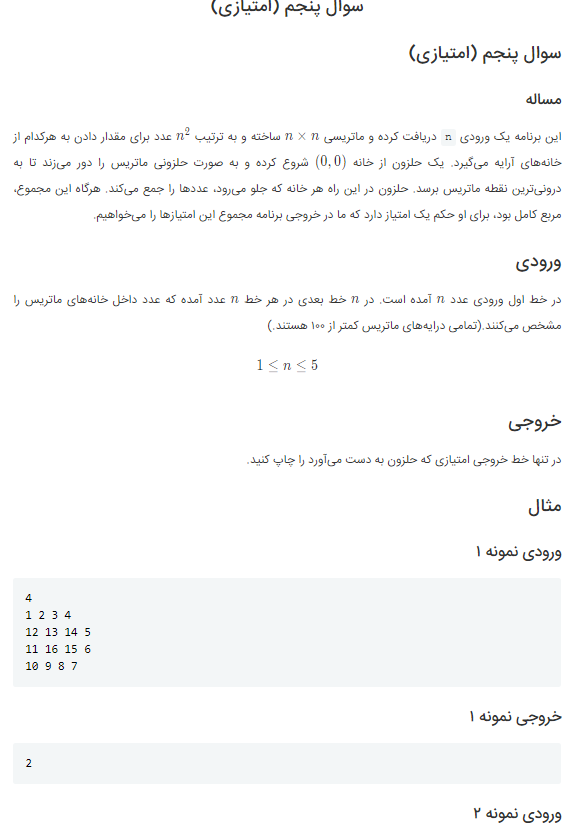 سوال پنجم (امتیازی)
سوال پنجم (امتیازی)
مساله
این برنامه یک ورودی n دریافت کرده و ماتریسی n × n ساخته و به ترتیب n² عدد برای مقدار دادن به هرکدام از
خانه‌های آرایه می‌گیرد. یک حلزون از خانه (0, 0) شروع کرده و به صورت حلزونی ماتریس را دور می‌زند تا به
درونی‌ترین نقطه ماتریس برسد. حلزون در این راه هر خانه که جلو می‌رود، عددها را جمع می‌کند. هرگاه این مجموع،
مربع کامل بود، برای او حکم یک امتیاز دارد که ما در خروجی برنامه مجموع این امتیازها را می‌خواهیم.
ورودی
در خط اول ورودی عدد n آمده است. در n خط بعدی در هر خط n عدد آمده که عدد داخل خانه‌های ماتریس را
مشخص می‌کنند.(تمامی درایه‌های ماتریس کمتر از ۱۰۰ هستند.)
1 ≤ n ≤ 5
خروجی
در تنها خط خروجی امتیازی که حلزون به دست می‌آورد را چاپ کنید.
مثال
ورودی نمونه ۱
4
1 2 3 4
12 13 14 5
11 16 15 6
10 9 8 7
خروجی نمونه ۱
2
ورودی نمونه ۲